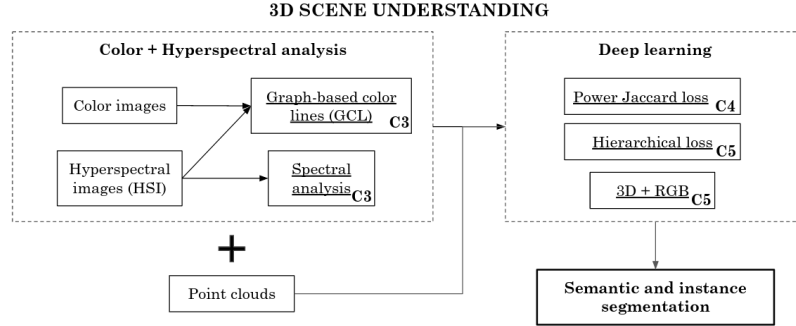 3D SCENE UNDERSTANDING
Color + Hyperspectral analysis
Color images
Graph-based color
lines (GCL)
C3
Hyperspectral
images (HSI)
Spectral
analysis
C3
+
Point clouds
Deep learning
Power Jaccard loss
C4
Hierarchical loss
C5
3D + RGB
C5
Semantic and instance
segmentation